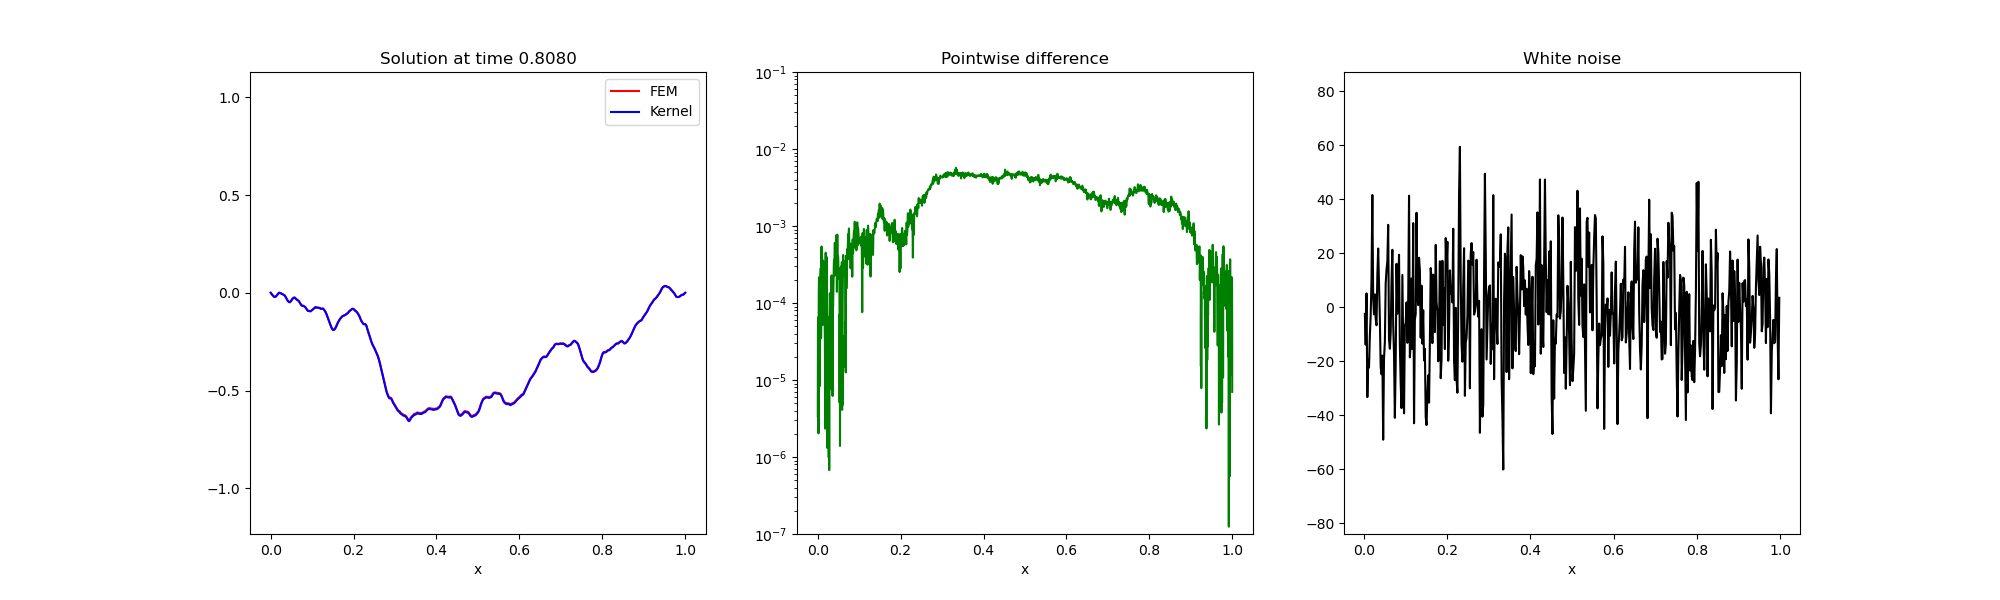 Solution at time 0.8080
FEM
Kernel
1.0
0.5
0.0
−0.5
−1.0
0.0 0.2 0.4 0.6 0.8 1.0
x
Pointwise difference
10⁻¹
10⁻²
10⁻³
10⁻⁴
10⁻⁵
10⁻⁶
10⁻⁷
0.0 0.2 0.4 0.6 0.8 1.0
x
White noise
80
60
40
20
0
−20
−40
−60
−80
0.0 0.2 0.4 0.6 0.8 1.0
x